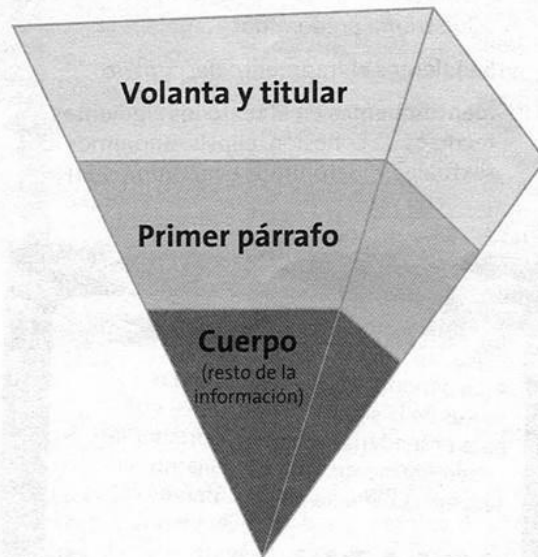 Volanta y titular
Primer párrafo
Cuerpo
(resto de la
información)